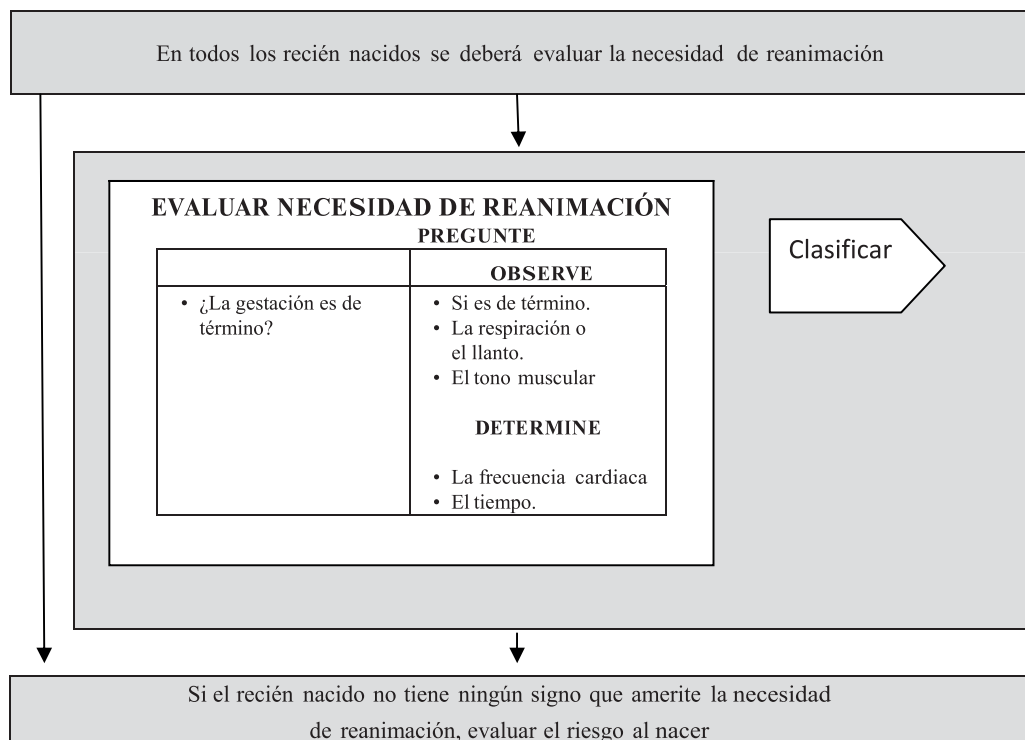 En todos los recién nacidos se deberá evaluar la necesidad de reanimación
EVALUAR NECESIDAD DE REANIMACIÓN
PREGUNTE
OBSERVE
• ¿La gestación es de
término?
• Si es de término.
• La respiración o
el llanto.
• El tono muscular
DETERMINE
• La frecuencia cardiaca
• El tiempo.
Clasificar
Si el recién nacido no tiene ningún signo que amerite la necesidad
de reanimación, evaluar el riesgo al nacer